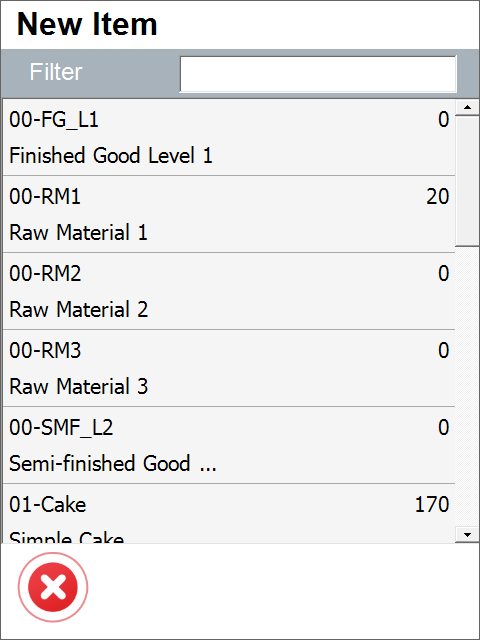 New Item
Filter
00-FG_L1 0
Finished Good Level 1
00-RM1 20
Raw Material 1
00-RM2 0
Raw Material 2
00-RM3 0
Raw Material 3
00-SMF_L2 0
Semi-finished Good ...
01-Cake 170
Simple Cake